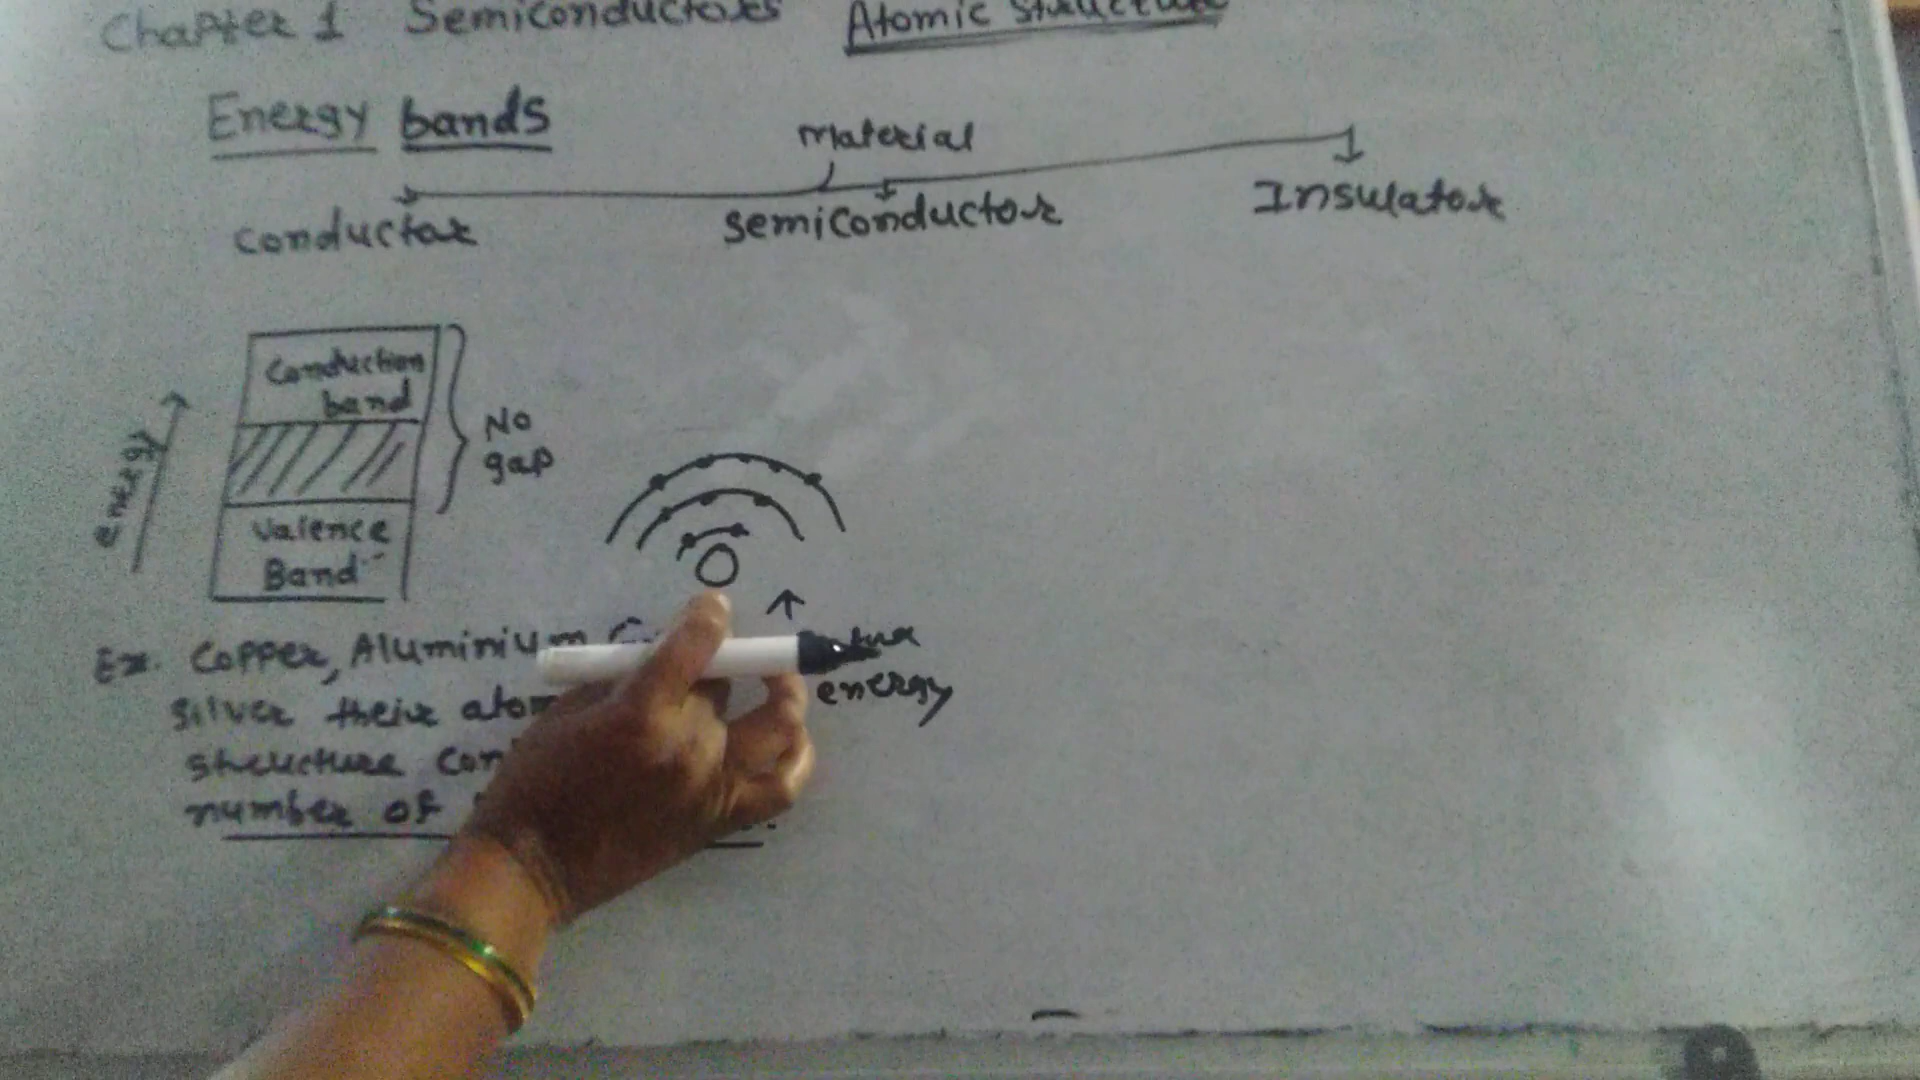 Chapter 1 Semiconductors Atomic Structure
Energy bands
Material
Conductor Semiconductor Insulator
Conduction
band
No
gap
energy
Valence
Band
Ex. Copper, Aluminium
silver their
structure
energy
number of